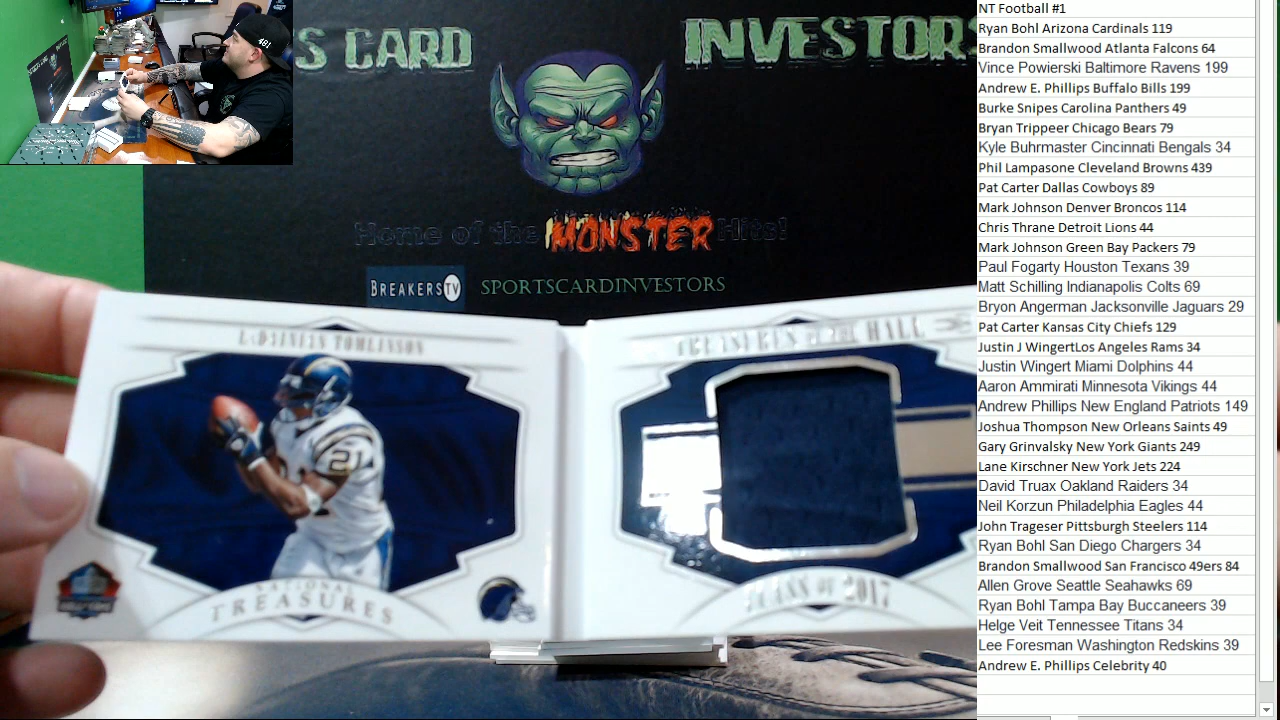 S CARD INVESTORS
Home of the MONSTER Hits!
BREAKERSTV SPORTSCARDINVESTORS
LADAINIAN TOMLINSON
TREASURES OF THE HALL
21
NATIONAL
TREASURES
CLASS OF 2017
NT Football #1
Ryan Bohl Arizona Cardinals 119
Brandon Smallwood Atlanta Falcons 64
Vince Powierski Baltimore Ravens 199
Andrew E. Phillips Buffalo Bills 199
Burke Snipes Carolina Panthers 49
Bryan Trippeer Chicago Bears 79
Kyle Buhrmaster Cincinnati Bengals 34
Phil Lampasone Cleveland Browns 439
Pat Carter Dallas Cowboys 89
Mark Johnson Denver Broncos 114
Chris Thrane Detroit Lions 44
Mark Johnson Green Bay Packers 79
Paul Fogarty Houston Texans 39
Matt Schilling Indianapolis Colts 69
Bryon Angerman Jacksonville Jaguars 29
Pat Carter Kansas City Chiefs 129
Justin J WingertLos Angeles Rams 34
Justin Wingert Miami Dolphins 44
Aaron Ammirati Minnesota Vikings 44
Andrew Phillips New England Patriots 149
Joshua Thompson New Orleans Saints 49
Gary Grinvalsky New York Giants 249
Lane Kirschner New York Jets 224
David Truax Oakland Raiders 34
Neil Korzun Philadelphia Eagles 44
John Trageser Pittsburgh Steelers 114
Ryan Bohl San Diego Chargers 34
Brandon Smallwood San Francisco 49ers 84
Allen Grove Seattle Seahawks 69
Ryan Bohl Tampa Bay Buccaneers 39
Helge Veit Tennessee Titans 34
Lee Foresman Washington Redskins 39
Andrew E. Phillips Celebrity 40